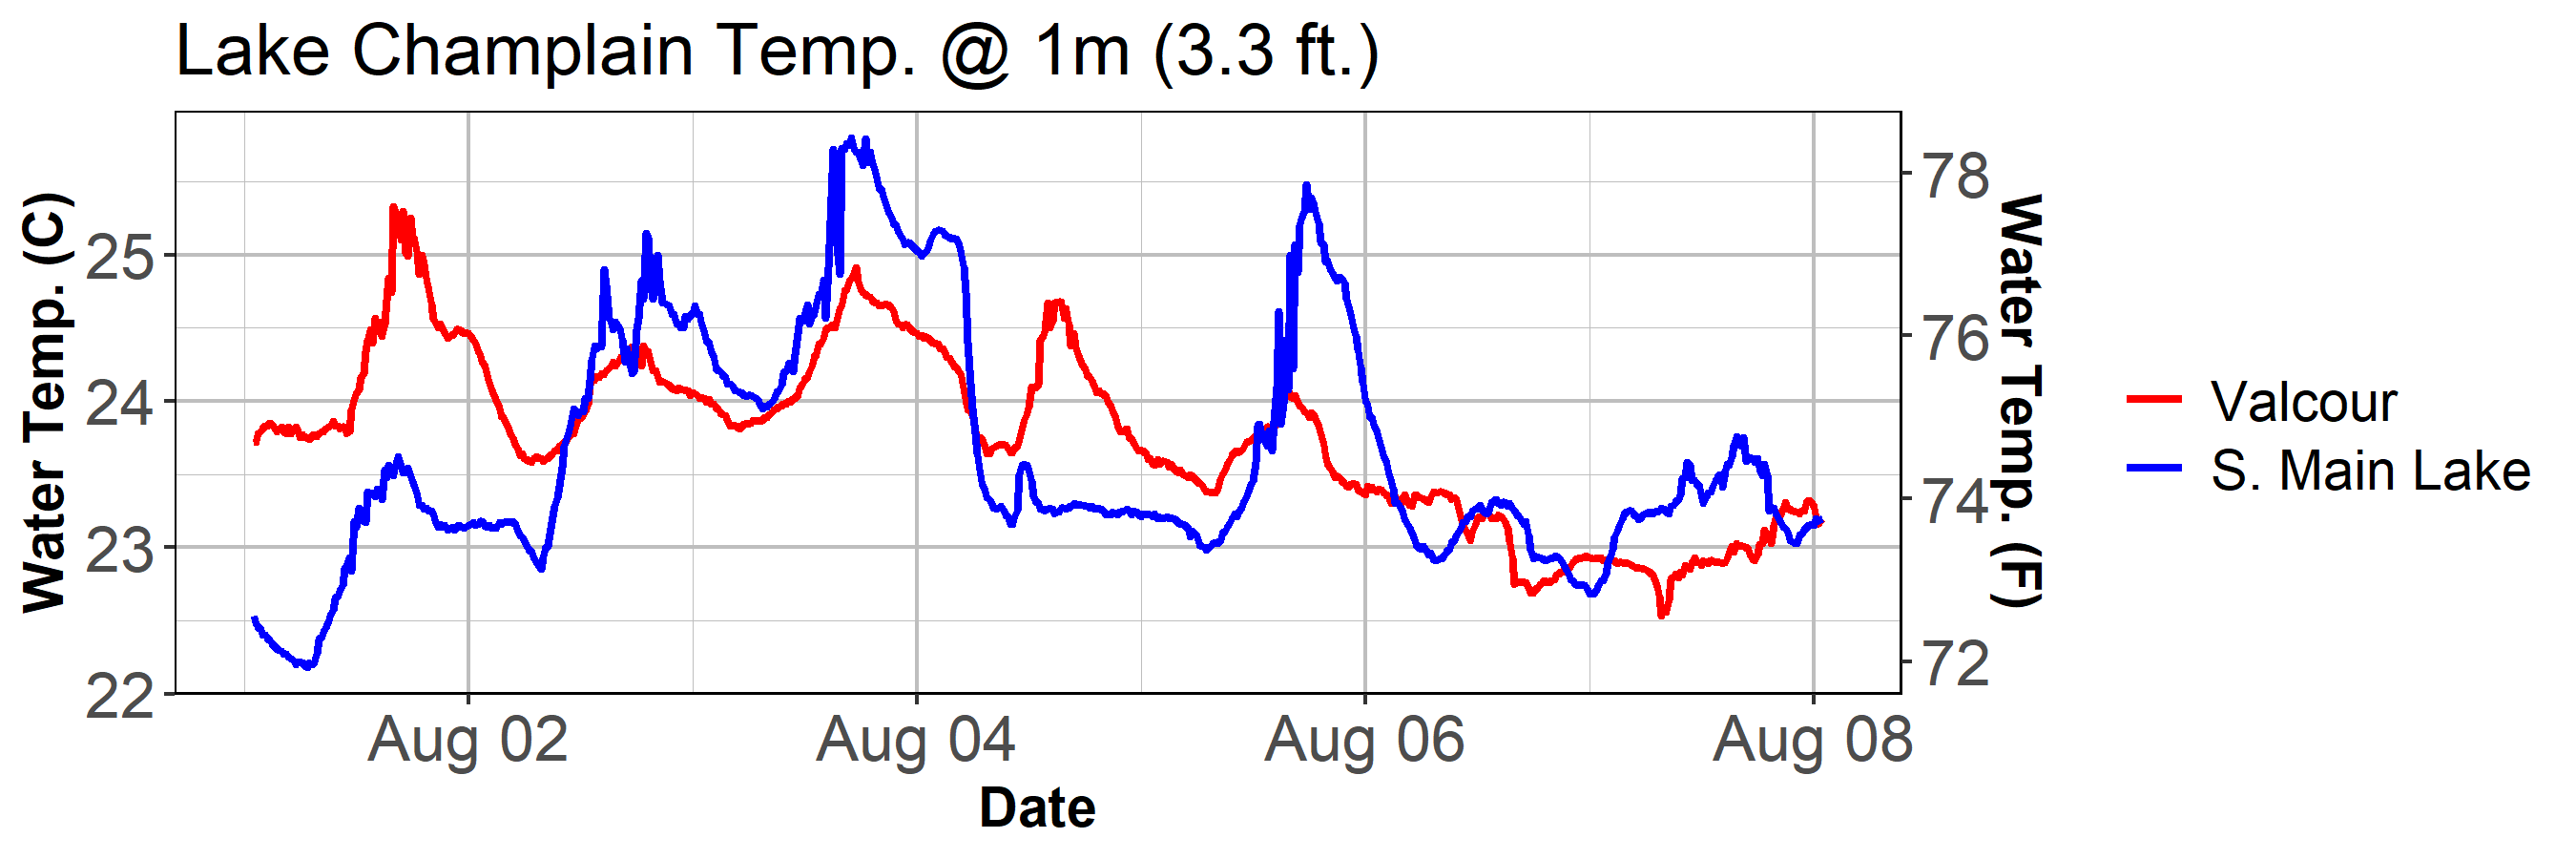 Lake Champlain Temp. @ 1m (3.3 ft.)
Water Temp. (C)
25
24
23
22
78
76
74
72
Water Temp. (F)
Aug 02
Aug 04
Aug 06
Aug 08
Date
Valcour
S. Main Lake